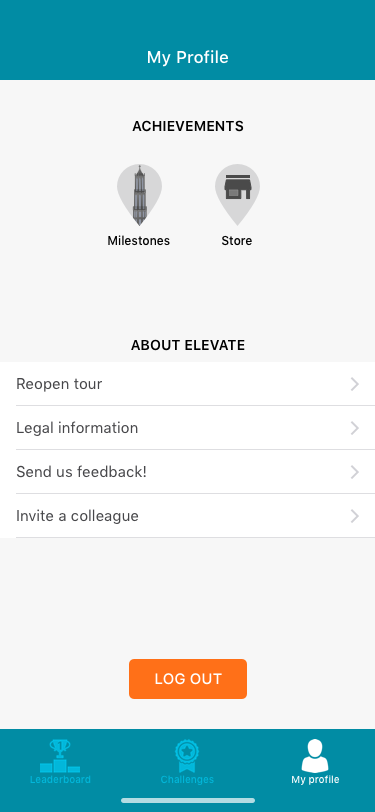 My Profile
ACHIEVEMENTS
Milestones
Store
ABOUT ELEVATE
Reopen tour
Legal information
Send us feedback!
Invite a colleague
LOG OUT
Leaderboard
Challenges
My profile